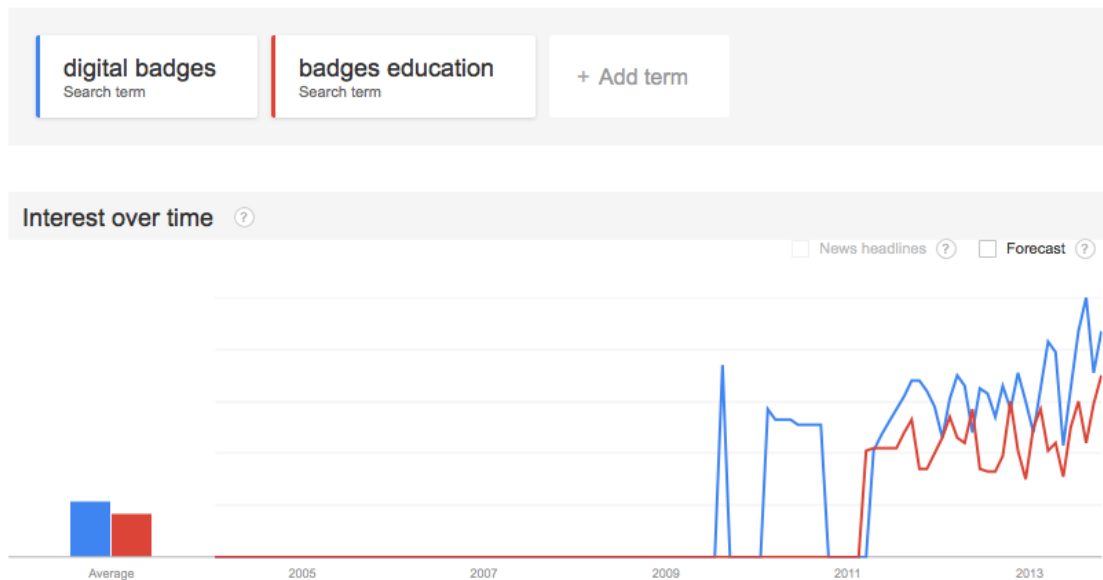 digital badges
Search term
badges education
Search term
+ Add term
Interest over time ?
News headlines ? Forecast ?
Average 2005 2007 2009 2011 2013